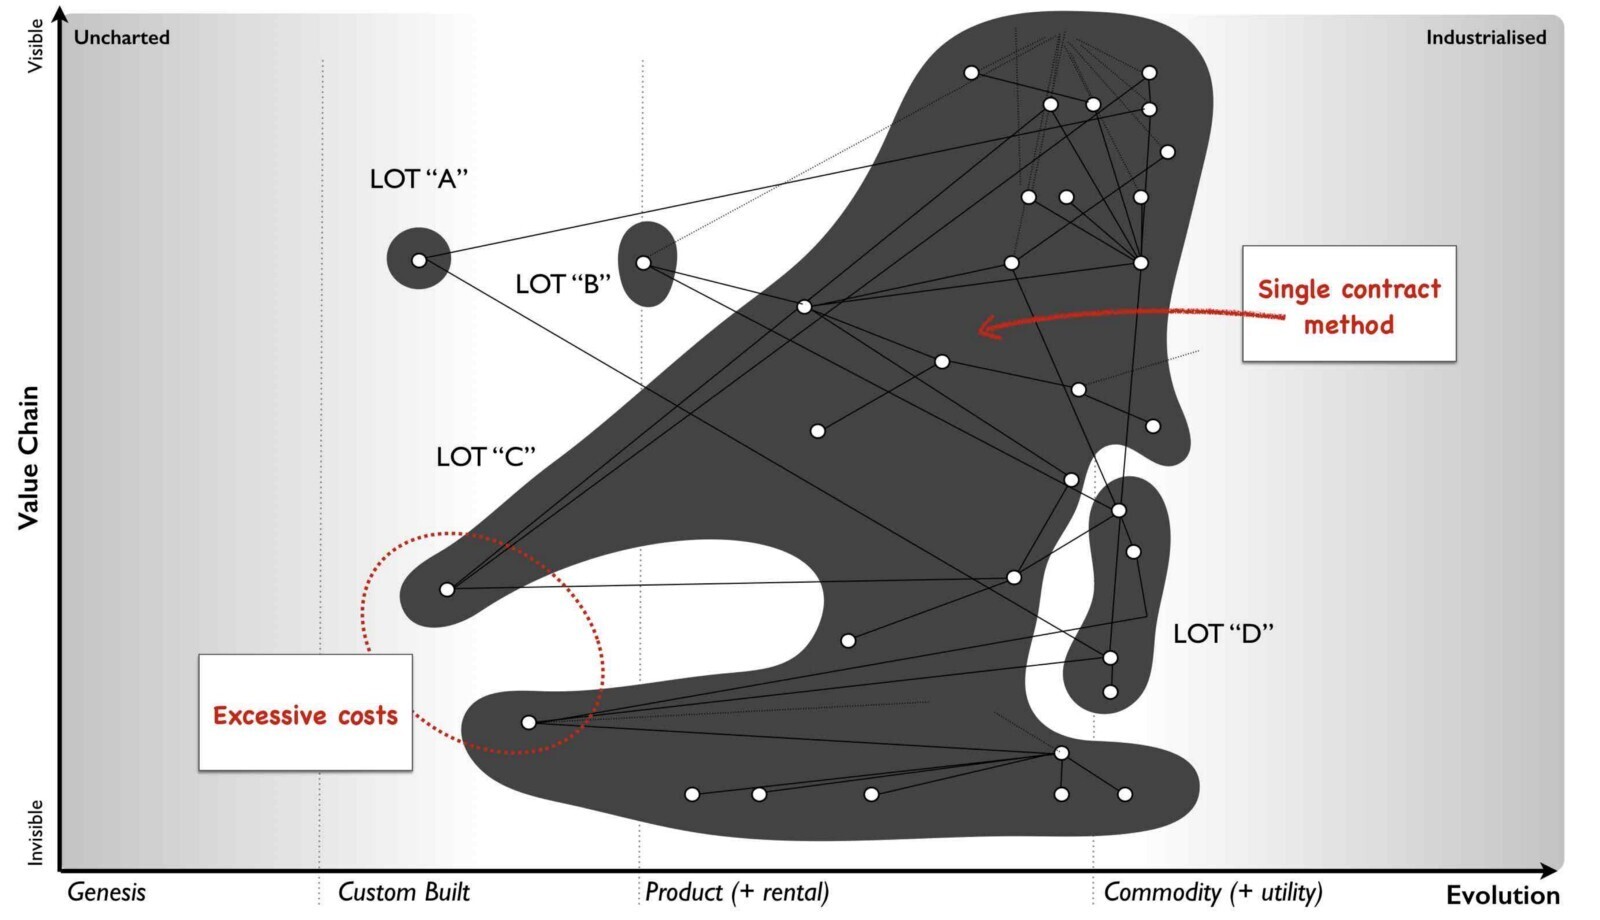 Visible
Uncharted
Industrialised
LOT “A”
LOT “B”
Single contract
method
Value Chain
LOT “C”
LOT “D”
Excessive costs
Invisible
Genesis
Custom Built
Product (+ rental)
Commodity (+ utility)
Evolution